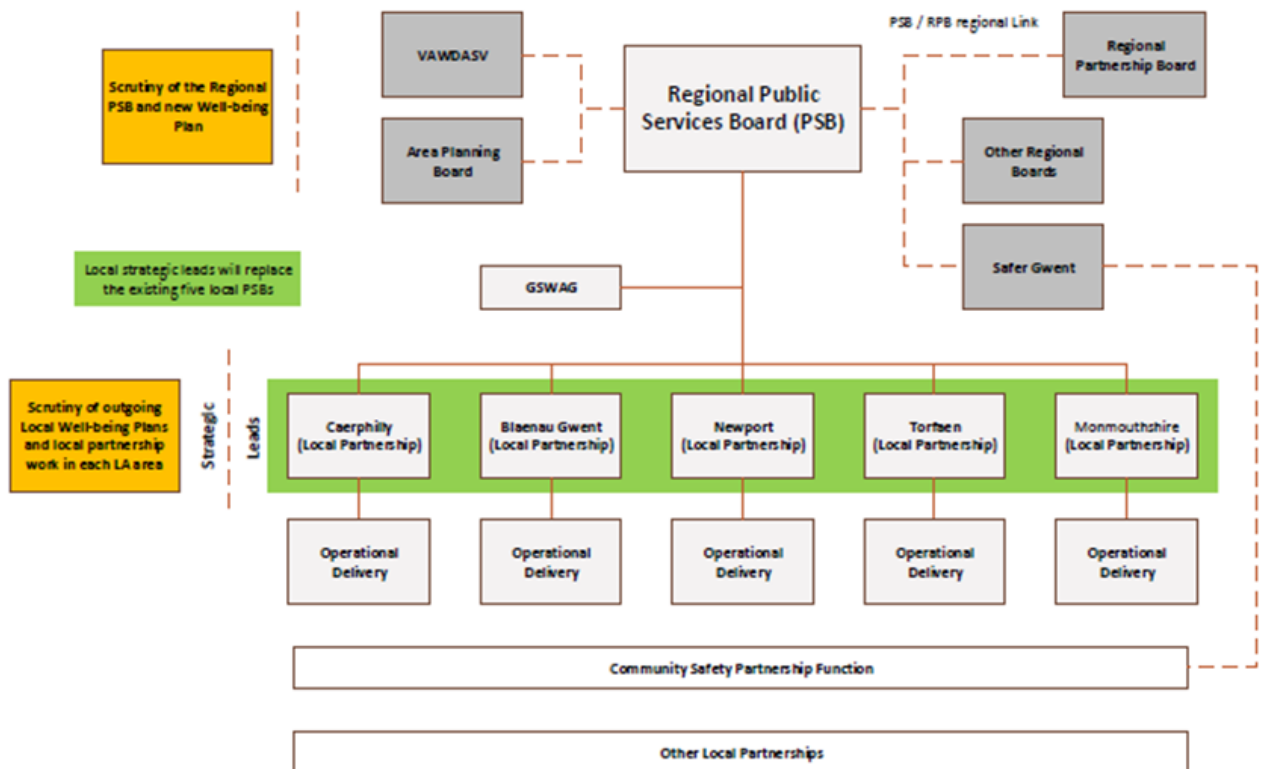 PSB / RPB regional Link
VAWDASV
Regional
Partnership Board
Scrutiny of the Regional
PSB and new Well-being
Plan
Regional Public
Services Board (PSB)
Area Planning
Board
Other Regional
Boards
Safer Gwent
Local strategic leads will replace
the existing five local PSBs
GSWAG
Scrutiny of outgoing
Local Well-being Plans
and local partnership
work in each LA area
Strategic
Leads
Caerphilly
(Local Partnership)
Blaenau Gwent
(Local Partnership)
Newport
(Local Partnership)
Torfaen
(Local Partnership)
Monmouthshire
(Local Partnership)
Operational
Delivery
Operational
Delivery
Operational
Delivery
Operational
Delivery
Operational
Delivery
Community Safety Partnership Function
Other Local Partnerships